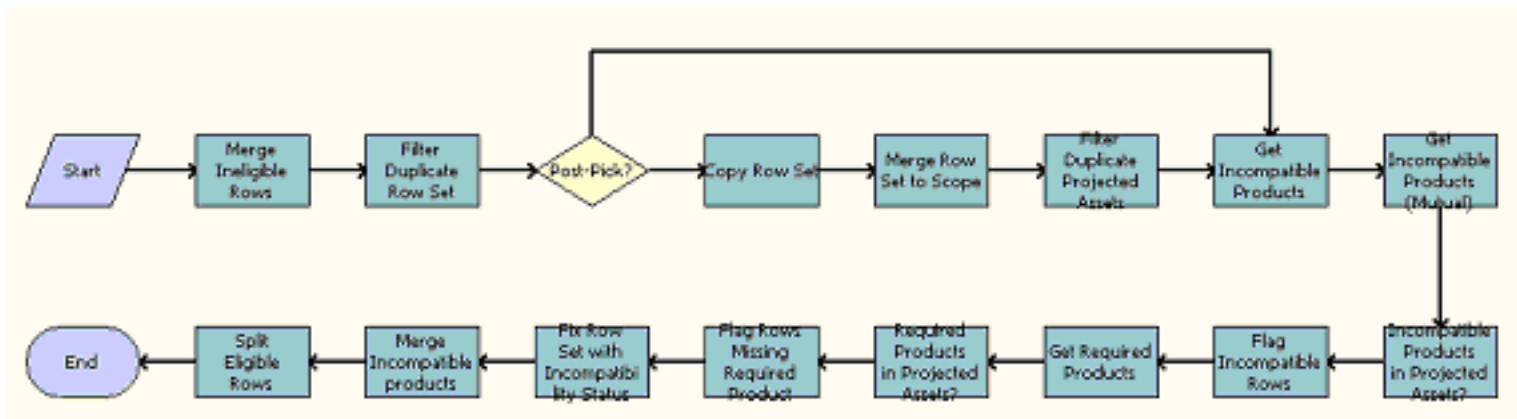 Start
Merge
Ineligible
Rows
Filter
Duplicate
Row Set
Post-Pick?
Copy Row Set
Merge Row
Set to Scope
Filter
Duplicate
Projected
Assets
Get
Incompatible
Products
Get
Incompatible
Products
(Mutual)
End
Split
Eligible
Rows
Merge
Incompatible
products
Fix Row
Set with
Incompatibi
lity Status
Flag Rows
Missing
Required
Product
Required
Products
in Projected
Assets?
Get Required
Products
Flag
Incompatible
Rows
Incompatible
Products
in Projected
Assets?